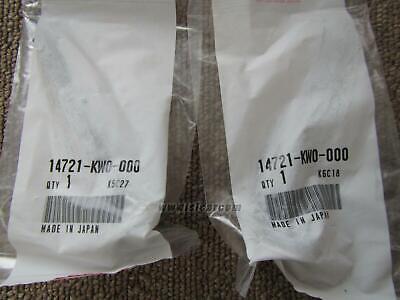 14721-KW0-000
QTY 1 K5C27
MADE IN JAPAN
14721-KW0-000
QTY 1 K6C18
MADE IN JAPAN